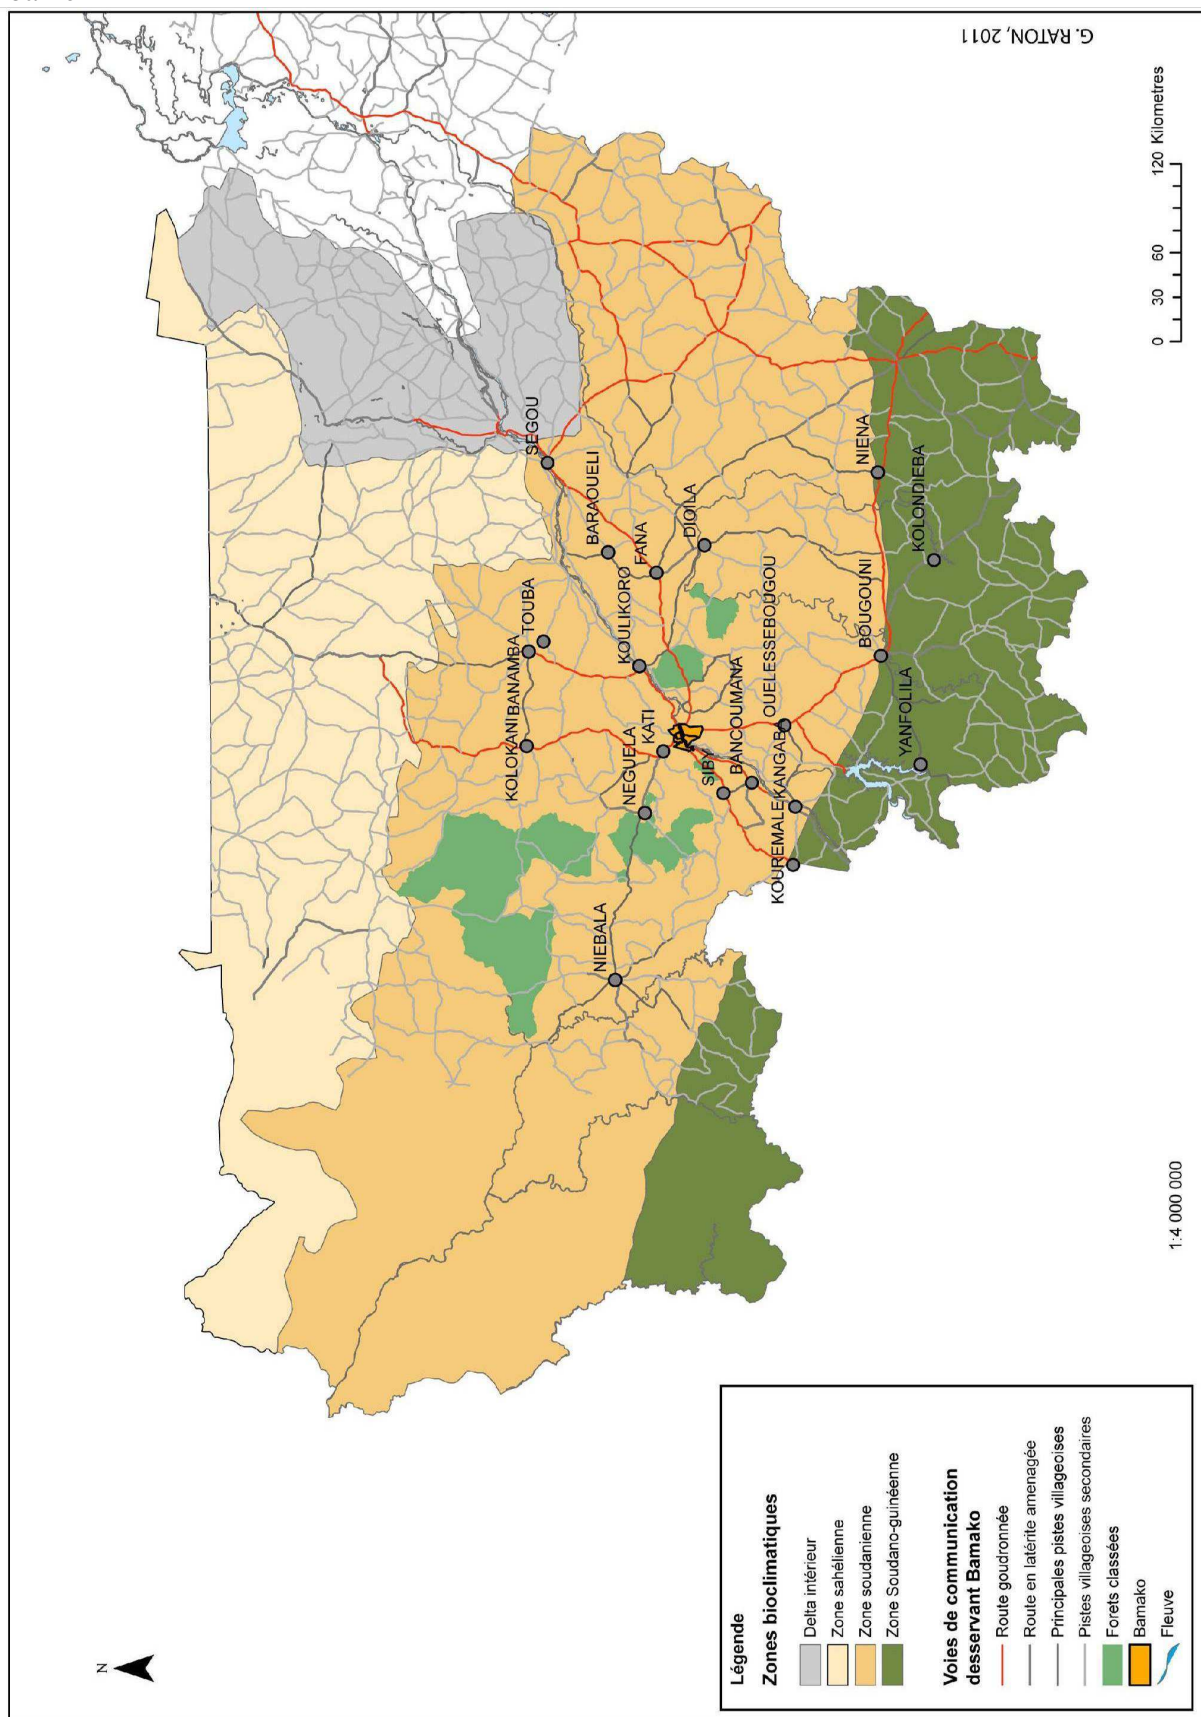 G. RATON, 2011
N
SEGOU
BARAOUELI
TOUBA
BANAMBA
KOLOKANI
KOULIKORO
FANA
DIOILA
NIENA
KOLONDIEBA
BOUGOUNI
OUELESSEBOUGOU
YANFOLILA
BANCOUMANA
KATI
NEGUELA
SIBY
KANGABA
KOUREMALE
NIEBALA
0 30 60 120 Kilometres
1:4 000 000
Légende
Zones bioclimatiques
Delta intérieur
Zone sahélienne
Zone soudanienne
Zone Soudano-guinéenne
Voies de communication
desservant Bamako
Route goudronnée
Route en latérite amenagée
Principales pistes villageoises
Pistes villageoises secondaires
Forets classées
Bamako
Fleuve